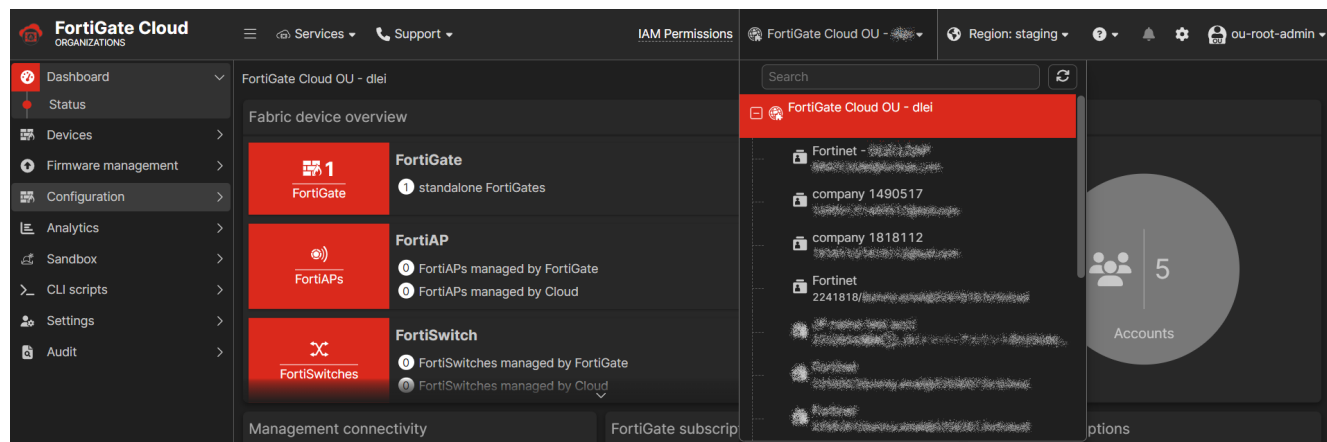 FortiGate Cloud
ORGANIZATIONS
Services
Support
IAM Permissions
FortiGate Cloud OU -
Region: staging
ou-root-admin
Dashboard
Status
Devices
Firmware management
Configuration
Analytics
Sandbox
CLI scripts
Settings
Audit
FortiGate Cloud OU - dlei
Fabric device overview
1
FortiGate
FortiGate
1 standalone FortiGates
FortiAPs
FortiAP
0 FortiAPs managed by FortiGate
0 FortiAPs managed by Cloud
FortiSwitches
FortiSwitch
0 FortiSwitches managed by FortiGate
0 FortiSwitches managed by Cloud
Management connectivity
FortiGate subscrip
Search
FortiGate Cloud OU - dlei
Fortinet -
company 1490517
company 1818112
Fortinet
2241818/
5
Accounts
ptions